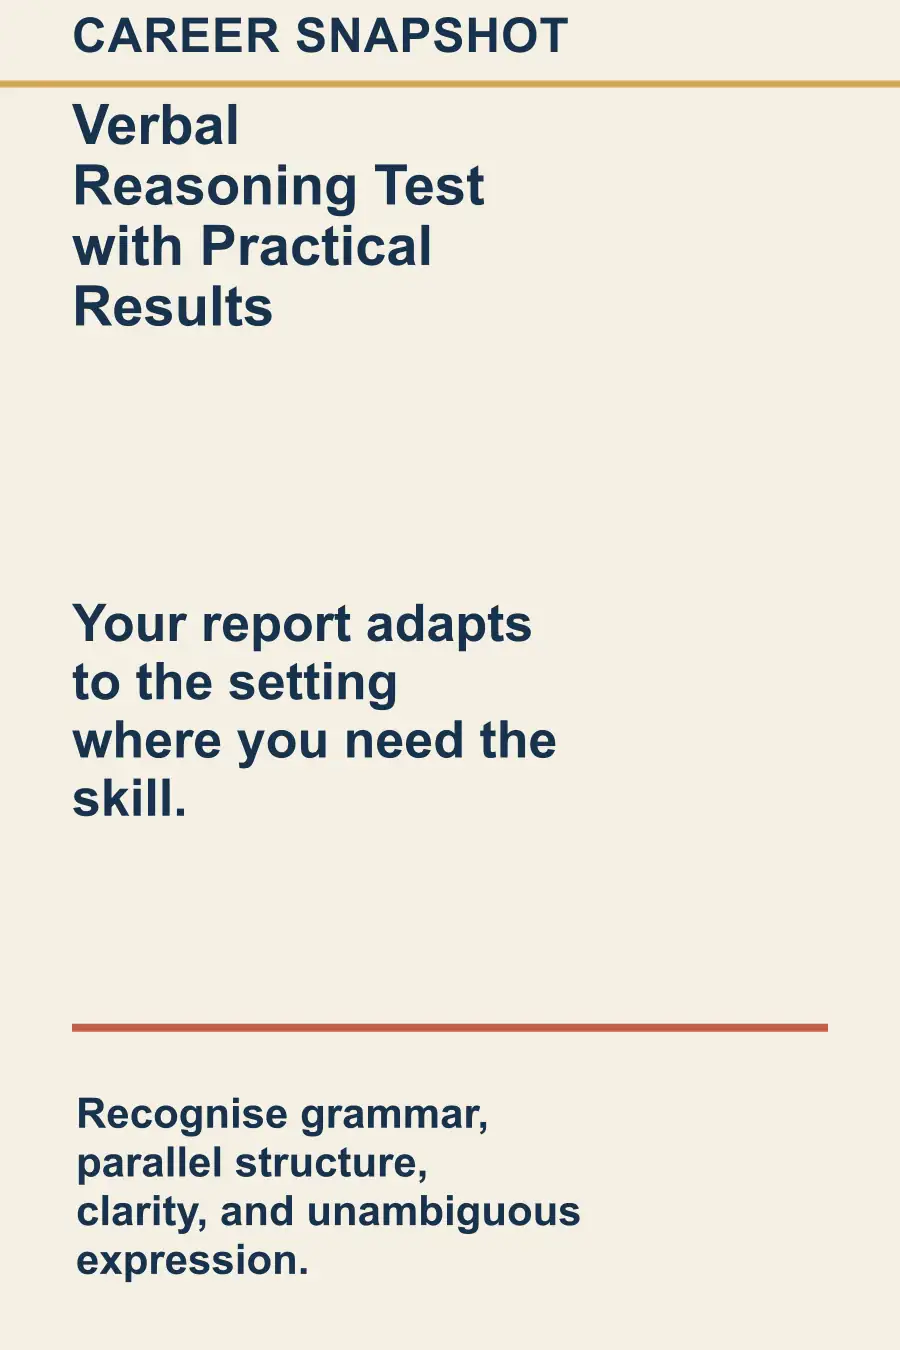 CAREER SNAPSHOT
Verbal
Reasoning Test
with Practical
Results
Your report adapts
to the setting
where you need the
skill.
Recognise grammar,
parallel structure,
clarity, and unambiguous
expression.